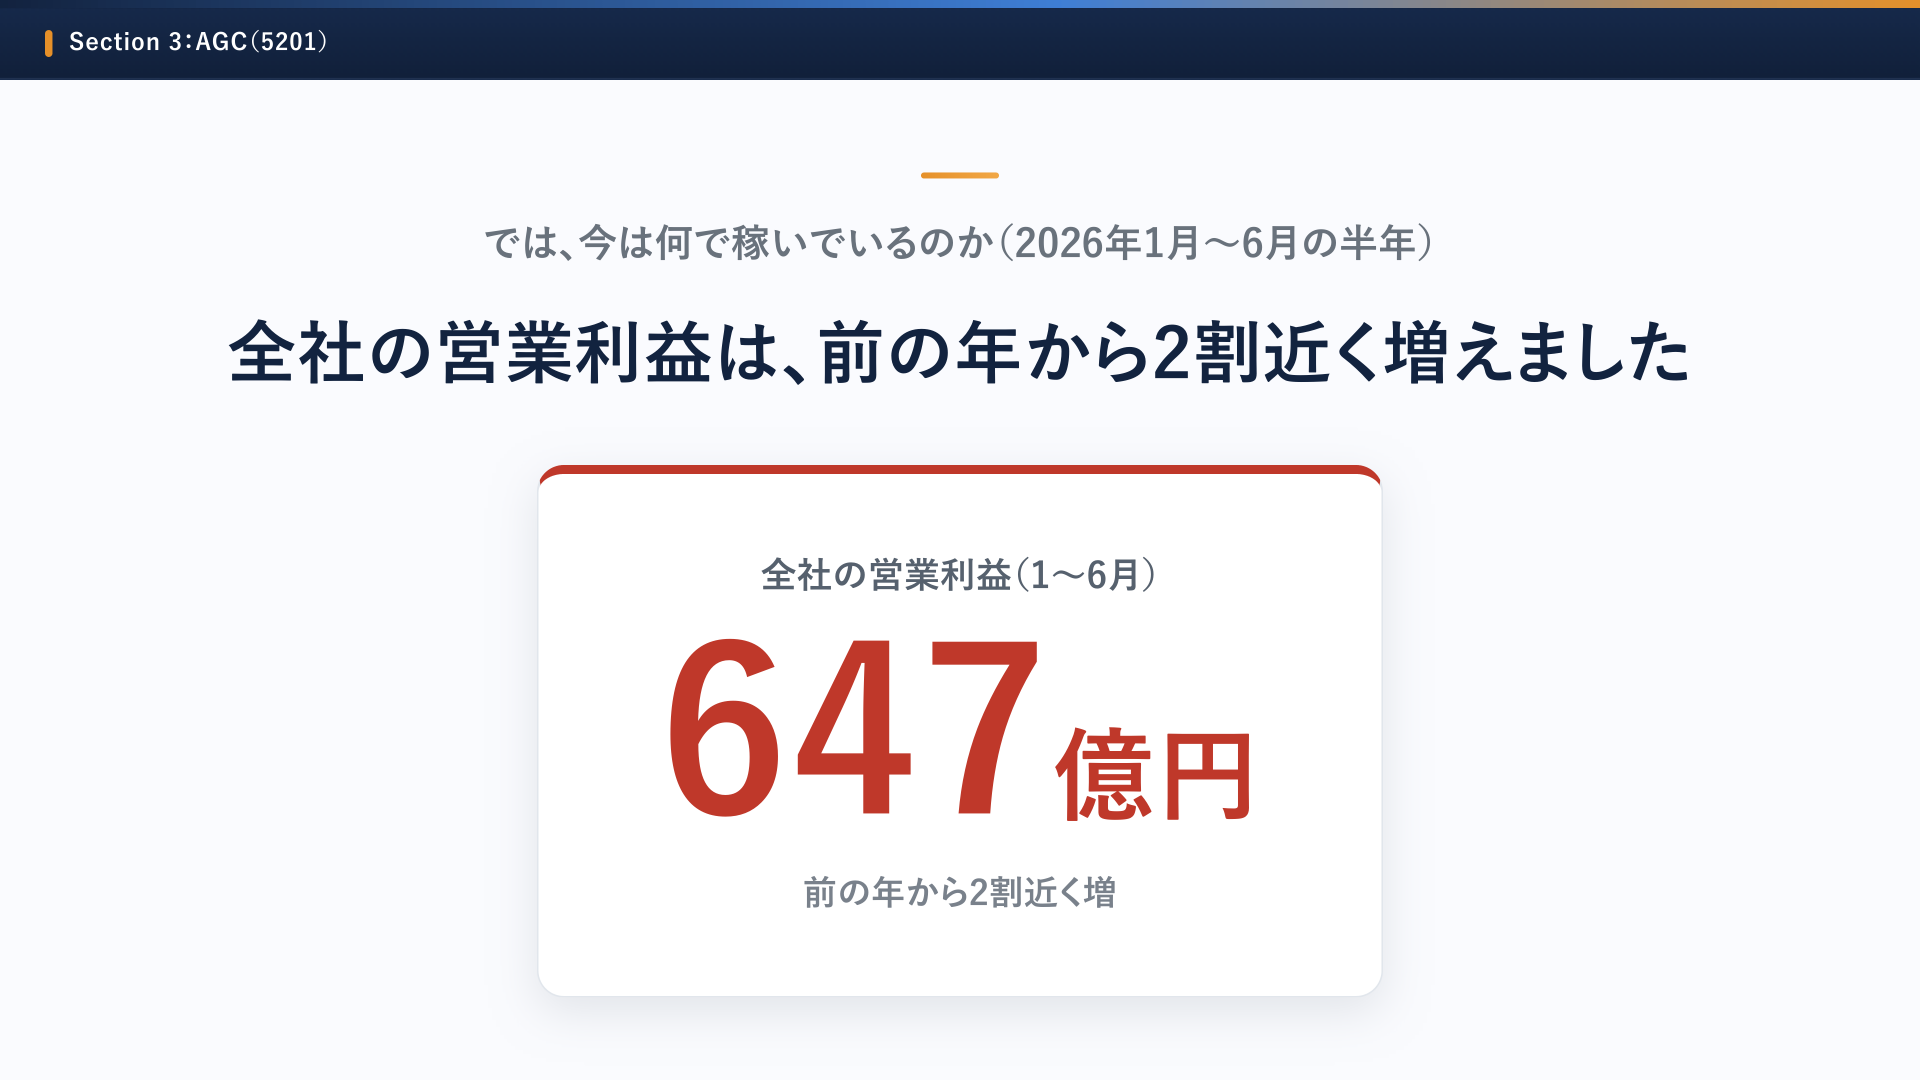 Section 3：AGC（5201）
では、今は何で稼いでいるのか（2026年1月〜6月の半年）
全社の営業利益は、前の年から2割近く増えました
全社の営業利益（1〜6月）
647億円
前の年から2割近く増